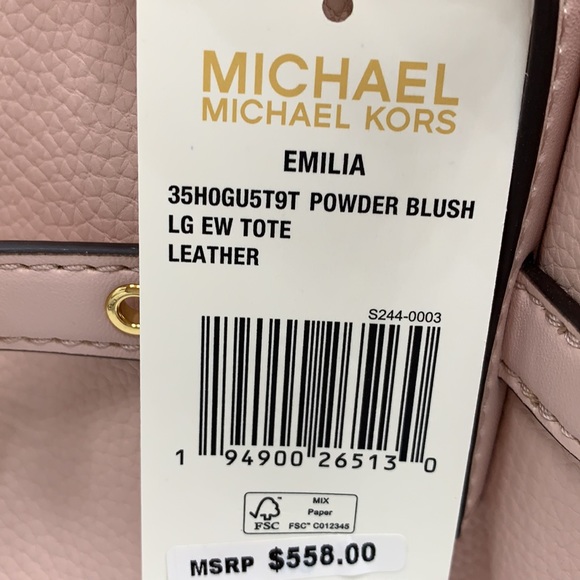 MICHAEL
MICHAEL KORS
EMILIA
35H0GU5T9T POWDER BLUSH
LG EW TOTE
LEATHER
S244-0003
1 94900 26513 0
FSC
MIX
Paper
FSC™ C012345
MSRP $558.00